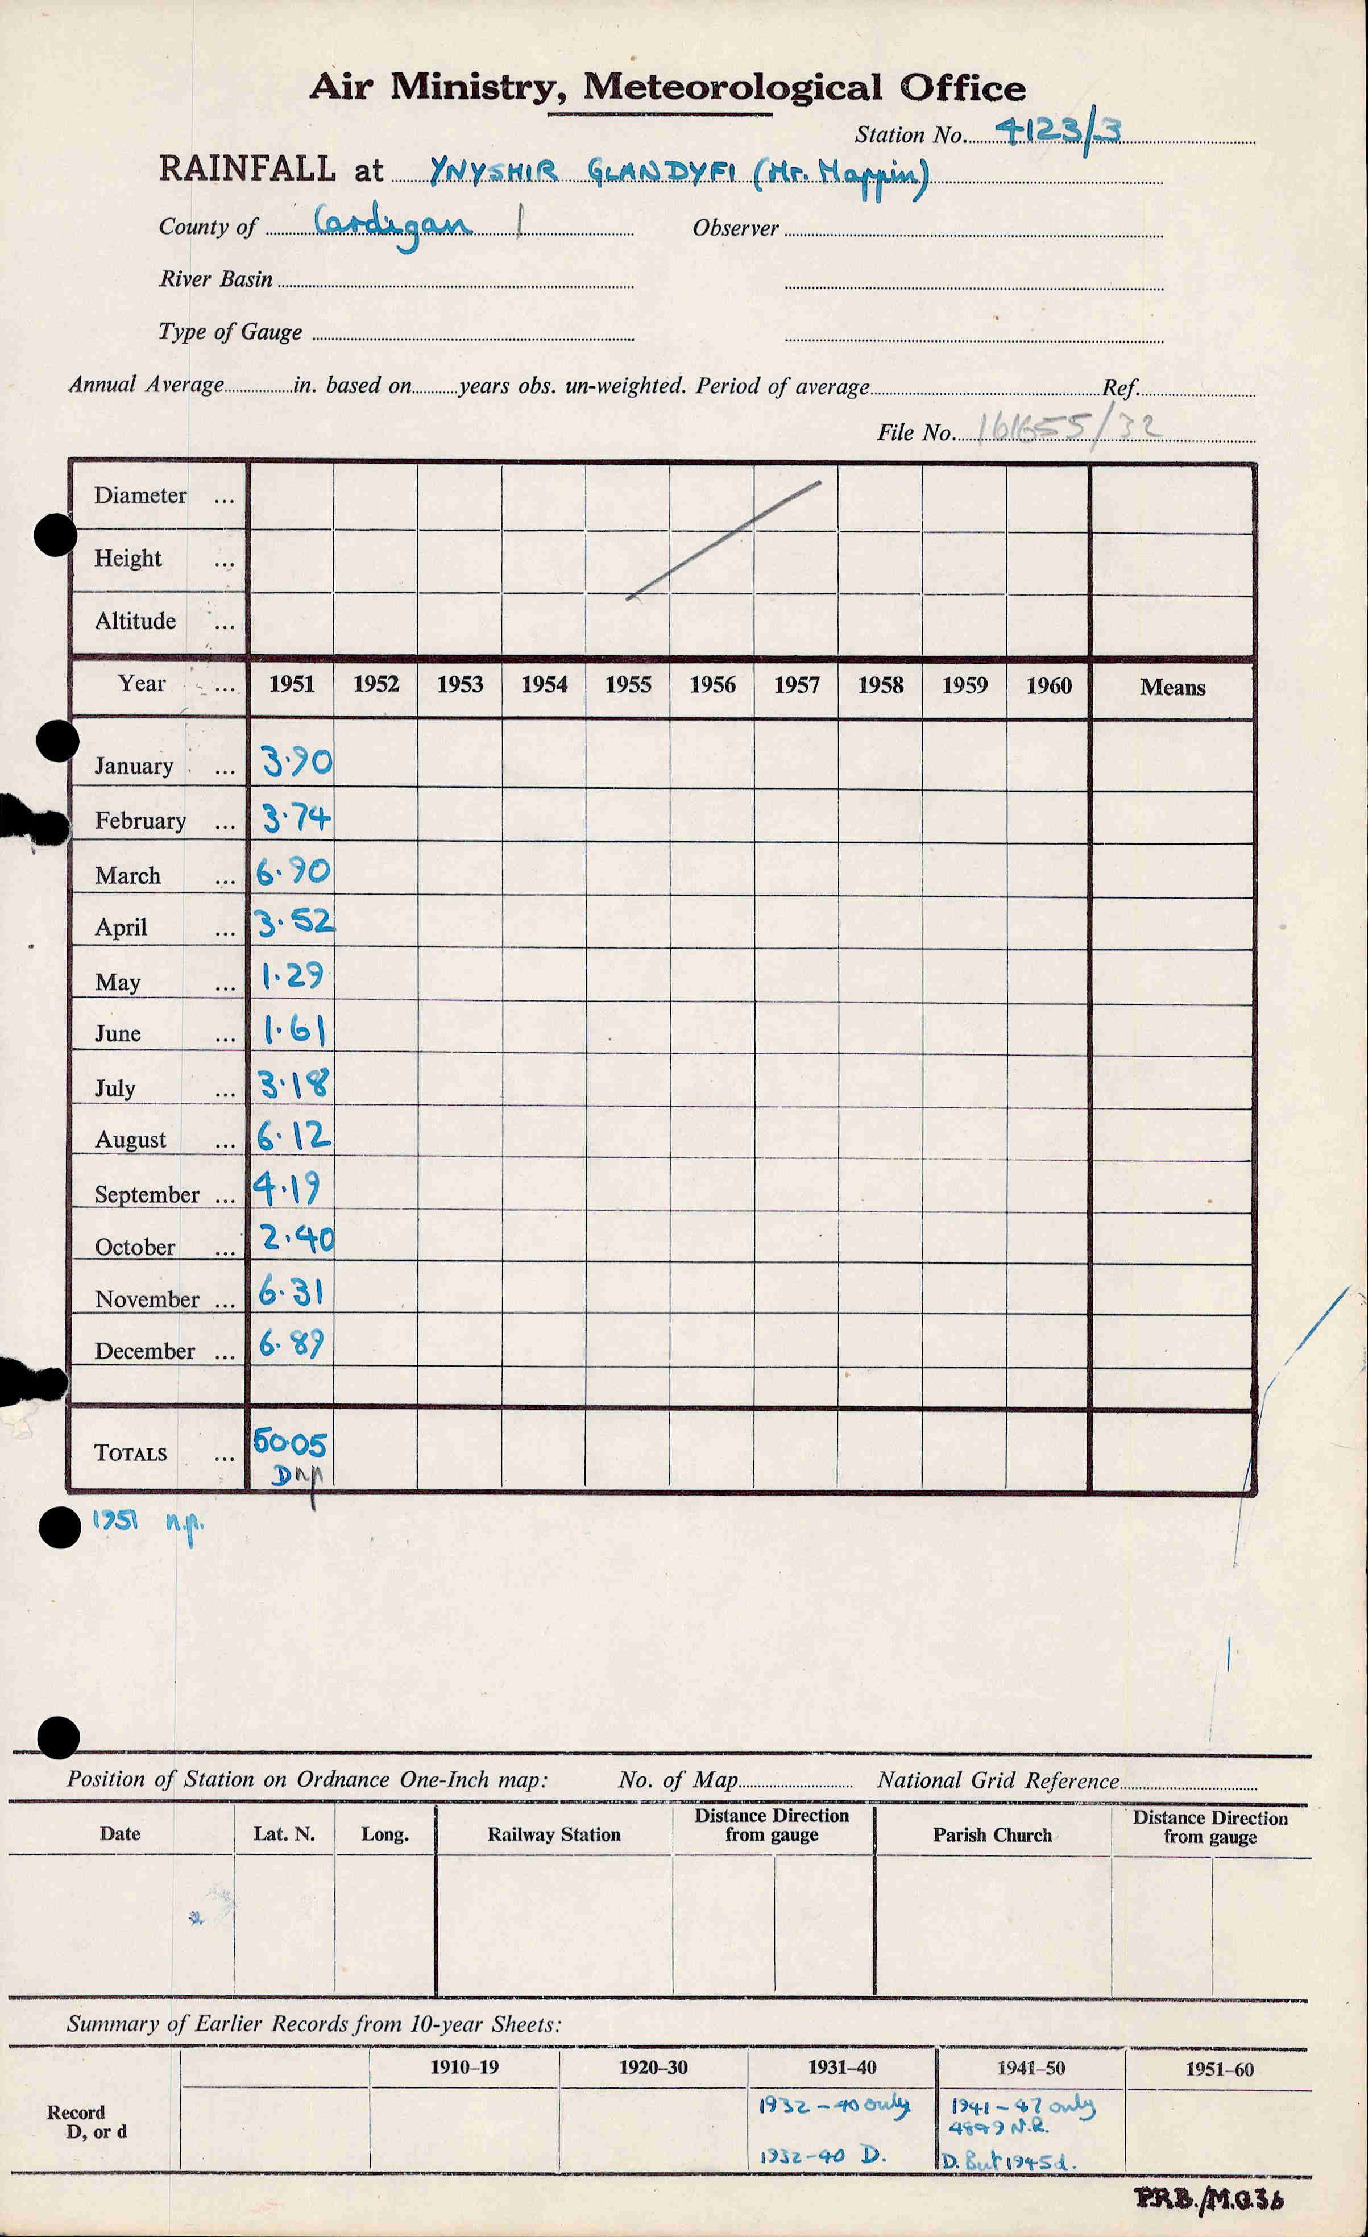 Air Ministry, Meteorological Office
Station No. 4123/3
RAINFALL at YNYSHIR GLANDYFI (Mr. Mappin)
County of Cardigan Observer
River Basin
Type of Gauge
Annual Average in. based on years obs. un-weighted. Period of average Ref.
File No. 161655/32
Diameter ...
Height ...
Altitude ...
Year ... 1951 1952 1953 1954 1955 1956 1957 1958 1959 1960 Means
January ... 3.90
February ... 3.74
March ... 6.90
April ... 3.52
May ... 1.29
June ... 1.61
July ... 3.18
August ... 6.12
September ... 4.19
October ... 2.40
November ... 6.31
December ... 6.89
TOTALS ... 50.05
D n.p
1951 n.p.
Position of Station on Ordnance One-Inch map: No. of Map National Grid Reference
Date Lat. N. Long. Railway Station Distance Direction from gauge Parish Church Distance Direction from gauge
Summary of Earlier Records from 10-year Sheets:
1910–19 1920–30 1931–40 1941–50 1951–60
Record D, or d
1932 – 40 only 1941 – 47 only
48+9 N.R.
1932–40 D. D. But 1945d.
P.R.B./M.O.36